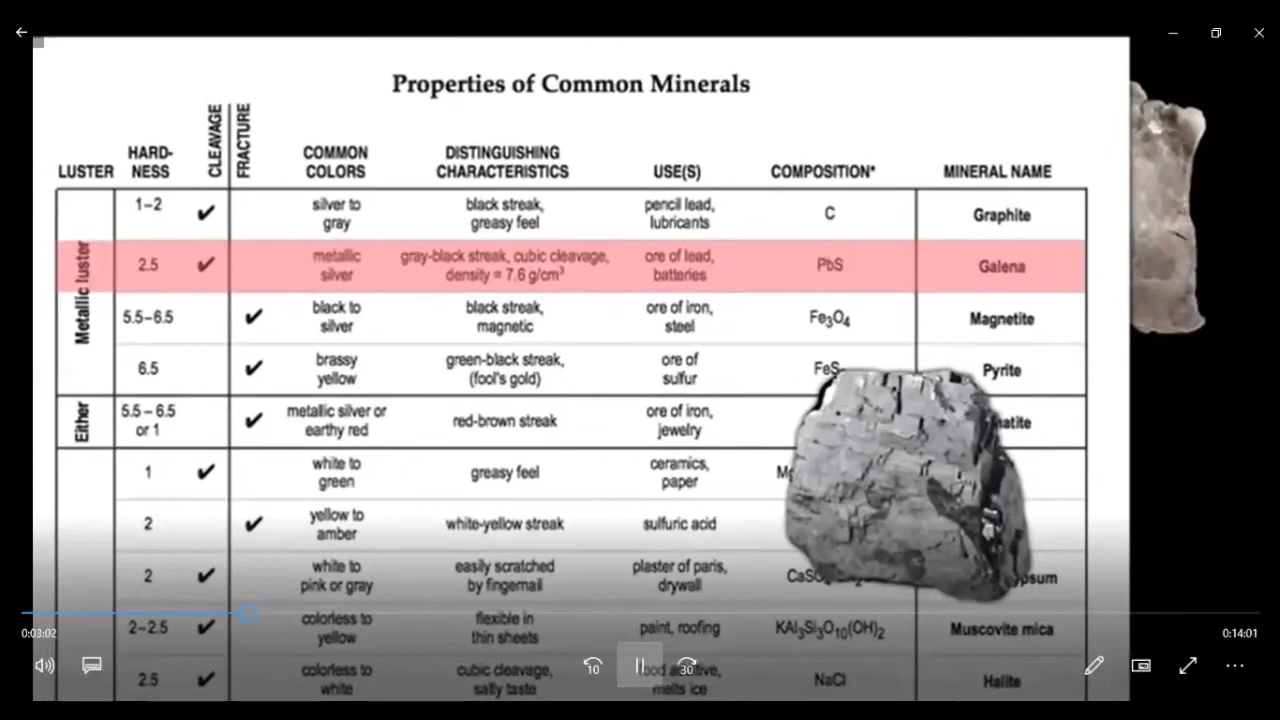 Properties of Common Minerals
LUSTER
HARD-
NESS
CLEAVAGE
FRACTURE
COMMON
COLORS
DISTINGUISHING
CHARACTERISTICS
USE(S)
COMPOSITION*
MINERAL NAME
Metallic luster
1–2 ✔
silver to
gray
black streak,
greasy feel
pencil lead,
lubricants
C
Graphite
2.5 ✔
metallic
silver
gray-black streak, cubic cleavage,
density = 7.6 g/cm³
ore of lead,
batteries
PbS
Galena
5.5–6.5 ✔
black to
silver
black streak,
magnetic
ore of iron,
steel
Fe₃O₄
Magnetite
6.5 ✔
brassy
yellow
green-black streak,
(fool's gold)
ore of
sulfur
FeS
Pyrite
Either
5.5 – 6.5
or 1 ✔
metallic silver or
earthy red
red-brown streak
ore of iron,
jewelry
atite
1 ✔
white to
green
greasy feel
ceramics,
paper
2 ✔
yellow to
amber
white-yellow streak
sulfuric acid
2 ✔
white to
pink or gray
easily scratched
by fingernail
plaster of paris,
drywall
CaSO
psum
2–2.5 ✔
colorless to
yellow
flexible in
thin sheets
paint, roofing
KAl₃Si₃O₁₀(OH)₂
Muscovite mica
2.5 ✔
colorless to
white
cubic cleavage,
salty taste
food additive,
melts ice
NaCl
Halite
0:03:02
0:14:01
10
30